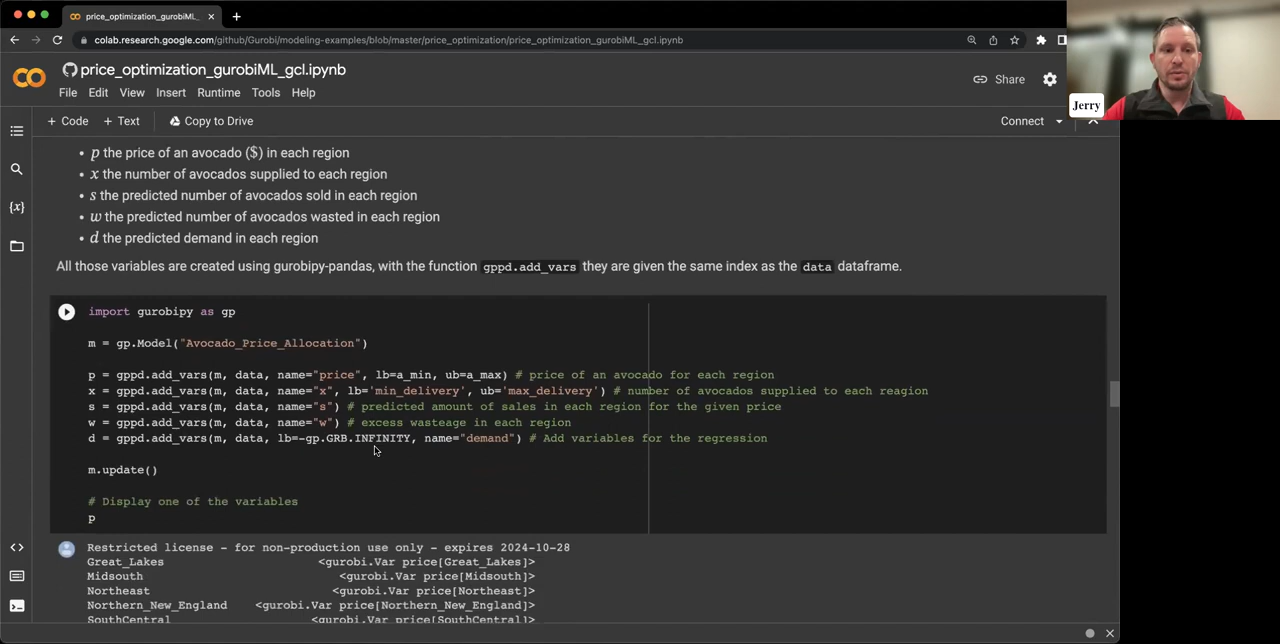 price_optimization_gurobiML_
colab.research.google.com/github/Gurobi/modeling-examples/blob/master/price_optimization/price_optimization_gurobiML_gcl.ipynb
price_optimization_gurobiML_gcl.ipynb
Share
File Edit View Insert Runtime Tools Help
Jerry
+ Code + Text Copy to Drive Connect
• p the price of an avocado ($) in each region
• x the number of avocados supplied to each region
• s the predicted number of avocados sold in each region
• w the predicted number of avocados wasted in each region
• d the predicted demand in each region
All those variables are created using gurobipy-pandas, with the function gppd.add_vars they are given the same index as the data dataframe.
import gurobipy as gp
m = gp.Model("Avocado_Price_Allocation")
p = gppd.add_vars(m, data, name="price", lb=a_min, ub=a_max) # price of an avocado for each region
x = gppd.add_vars(m, data, name="x", lb='min_delivery', ub='max_delivery') # number of avocados supplied to each reagion
s = gppd.add_vars(m, data, name="s") # predicted amount of sales in each region for the given price
w = gppd.add_vars(m, data, name="w") # excess wasteage in each region
d = gppd.add_vars(m, data, lb=-gp.GRB.INFINITY, name="demand") # Add variables for the regression
m.update()
# Display one of the variables
p
Restricted license - for non-production use only - expires 2024-10-28
Great_Lakes <gurobi.Var price[Great_Lakes]>
Midsouth <gurobi.Var price[Midsouth]>
Northeast <gurobi.Var price[Northeast]>
Northern_New_England <gurobi.Var price[Northern_New_England]>
SouthCentral <gurobi.Var price[SouthCentral]>